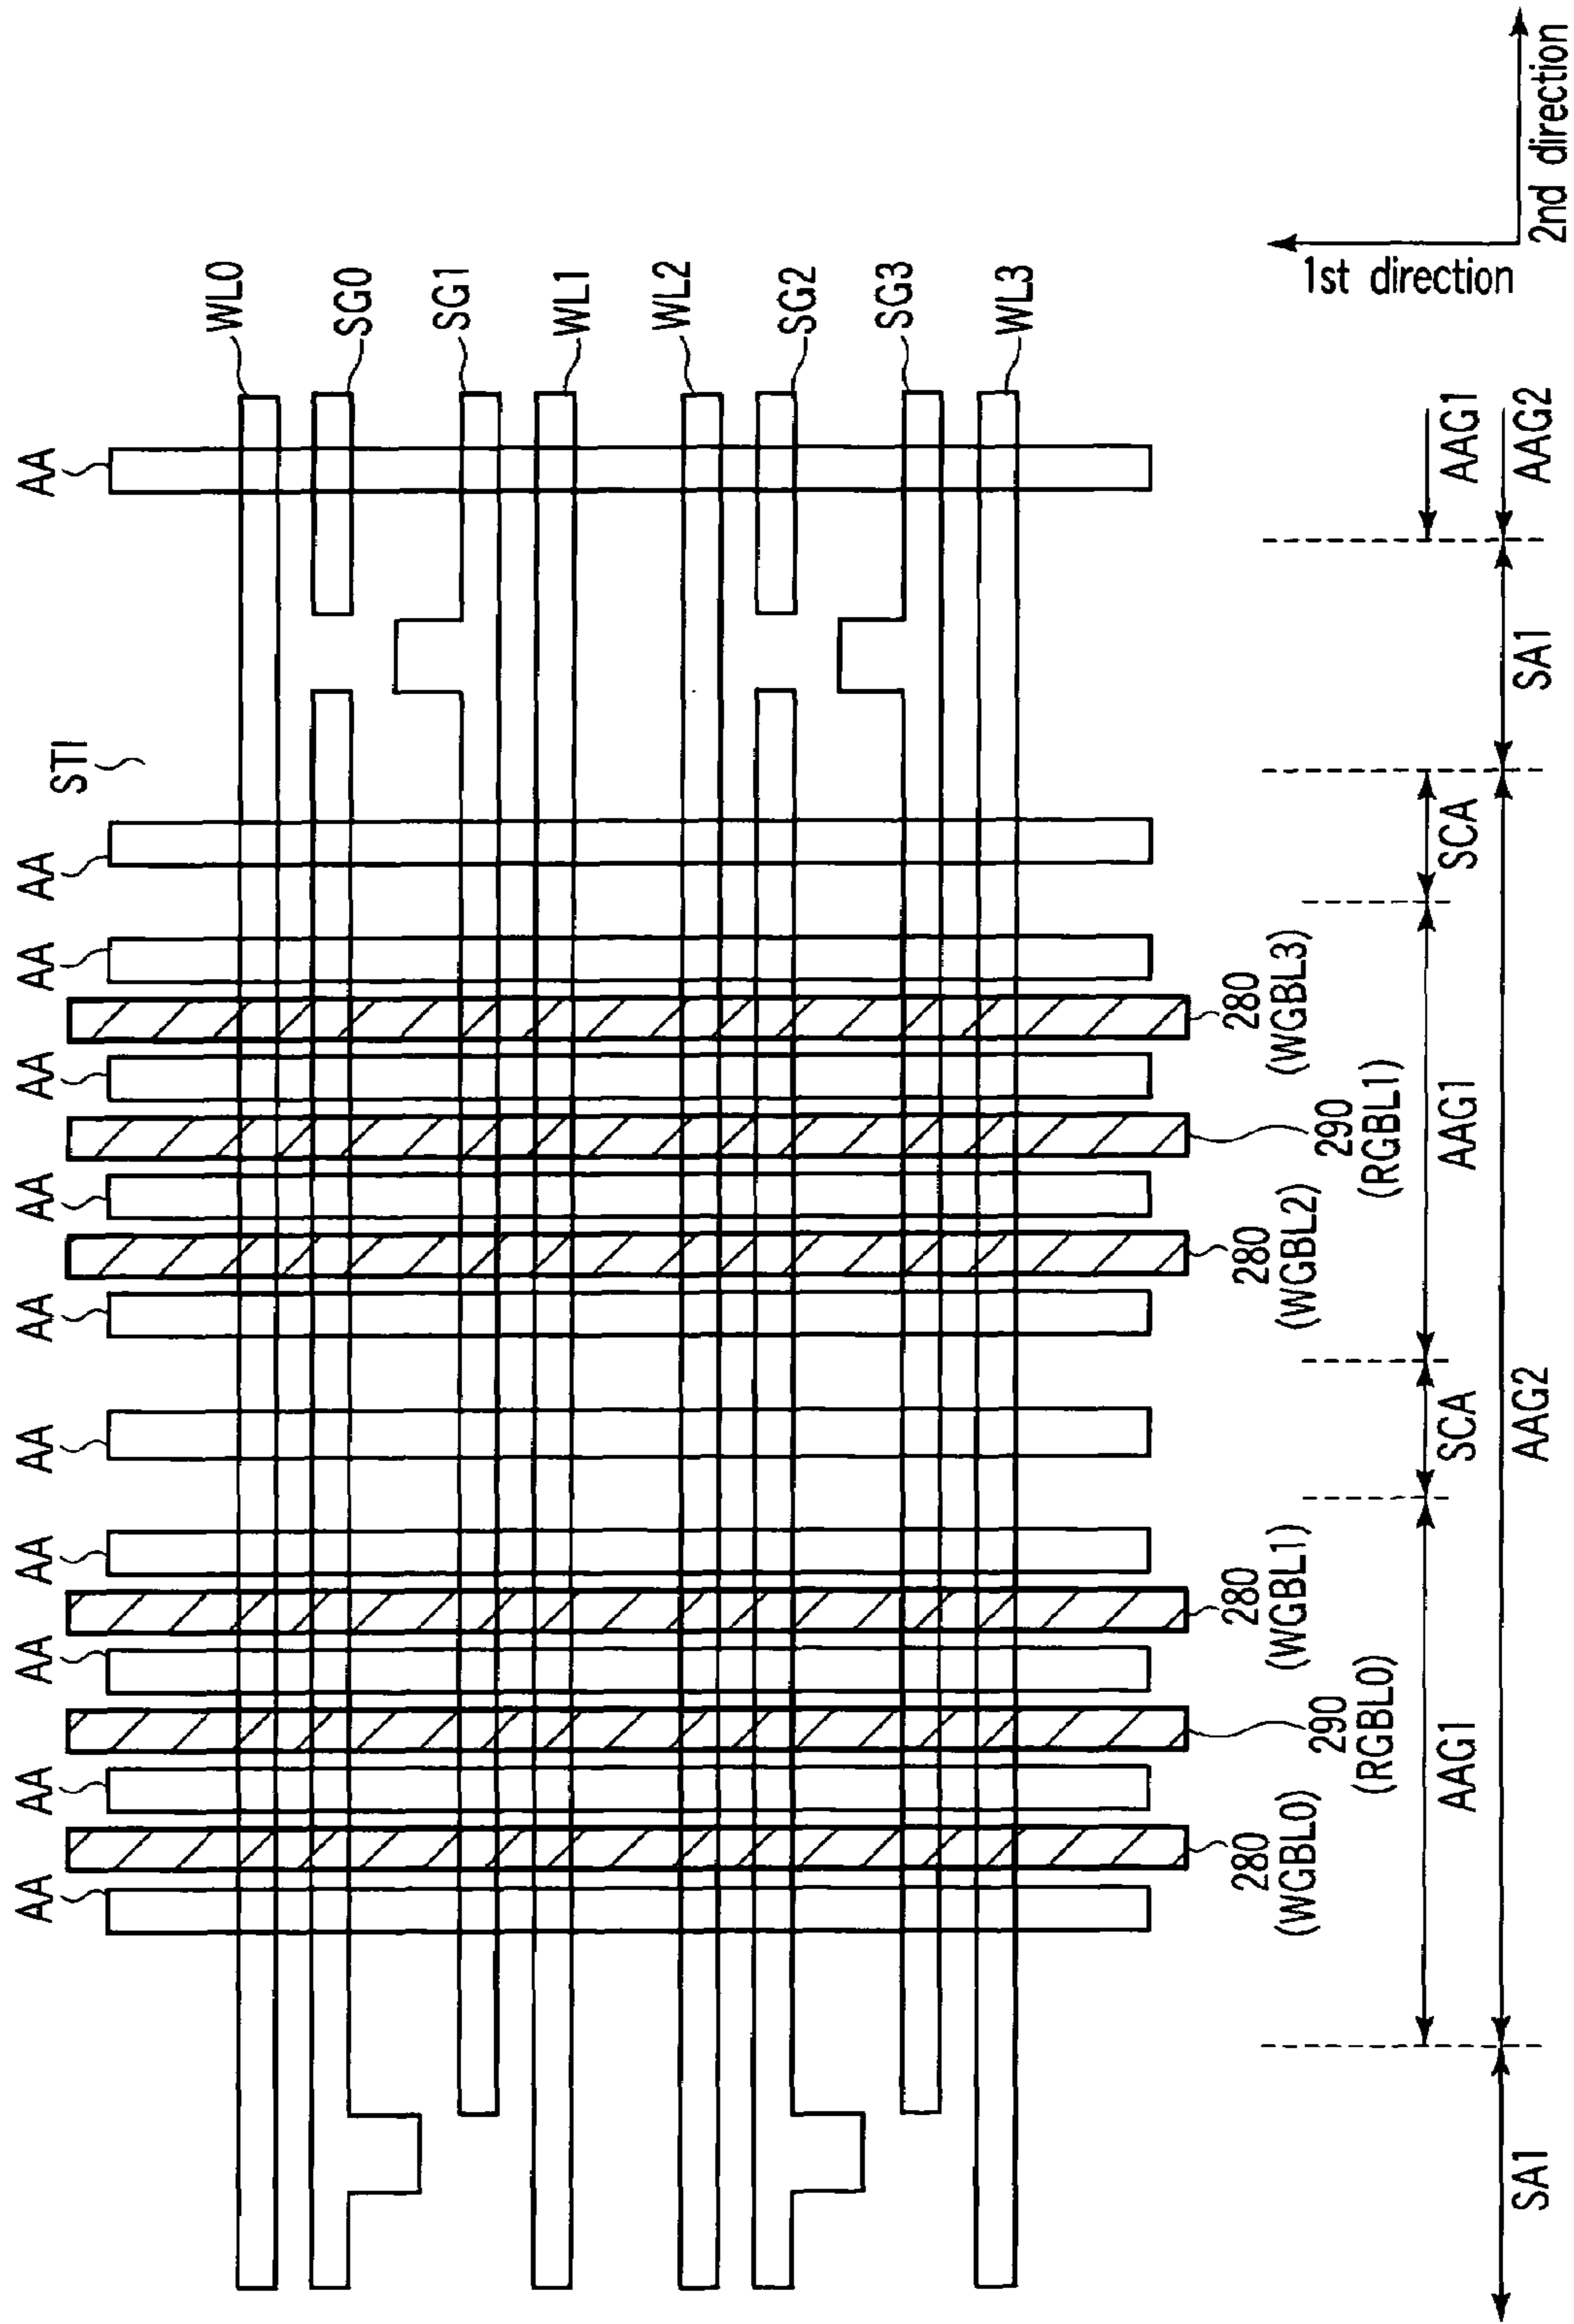 AA AA AA AA AA AA AA AA AA AA AA
STI
WL0
SG0
SG1
WL1
WL2
SG2
SG3
WL3
280
(WGBL0)
290
(RGBL0)
280
(WGBL1)
280
(WGBL2)
290
(RGBL1)
280
(WGBL3)
1st direction
2nd direction
AAG1 SCA AAG1 SCA AAG1
SA1 AAG2 SA1 AAG2